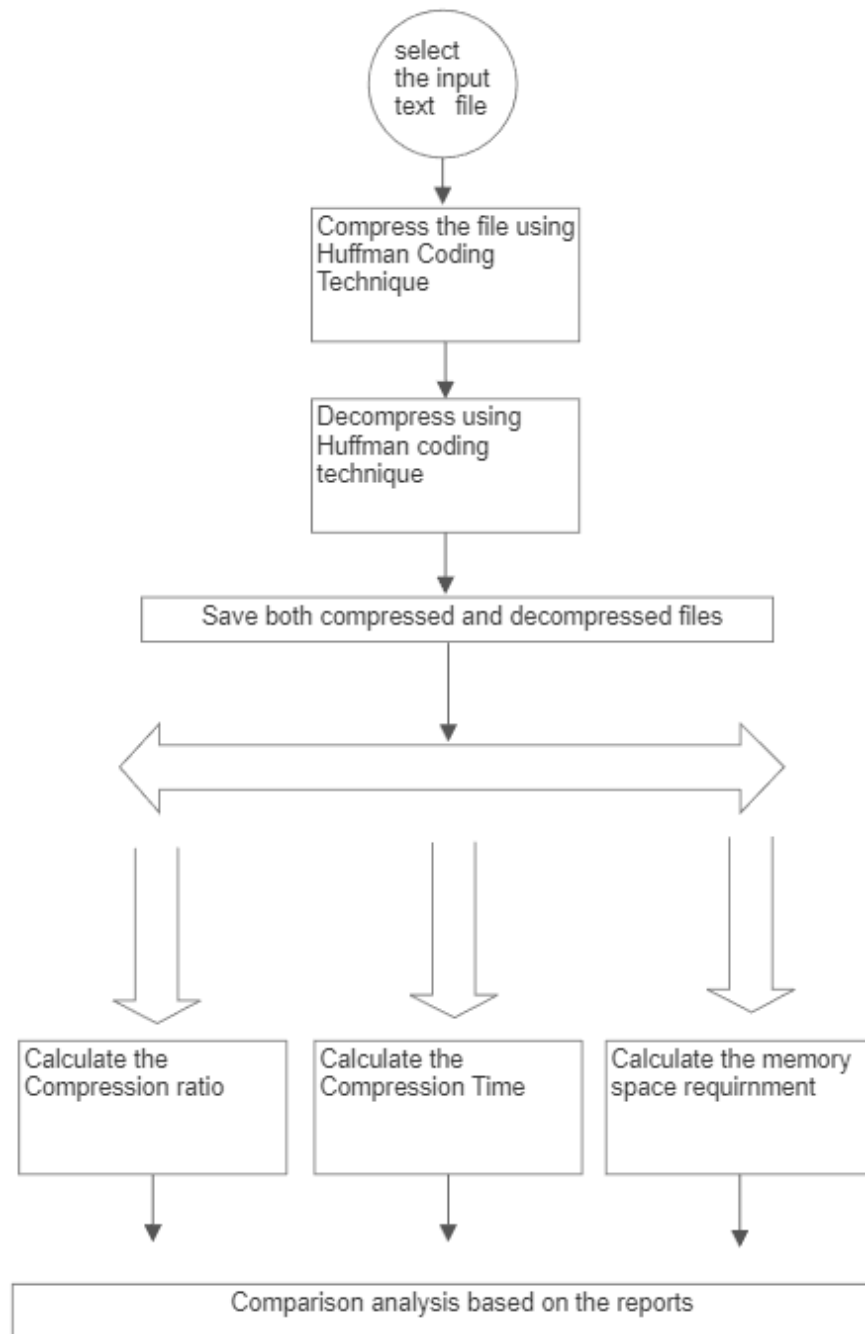 select
the input
text file
Compress the file using
Huffman Coding
Technique
Decompress using
Huffman coding
technique
Save both compressed and decompressed files
Calculate the
Compression ratio
Calculate the
Compression Time
Calculate the memory
space requirnment
Comparison analysis based on the reports